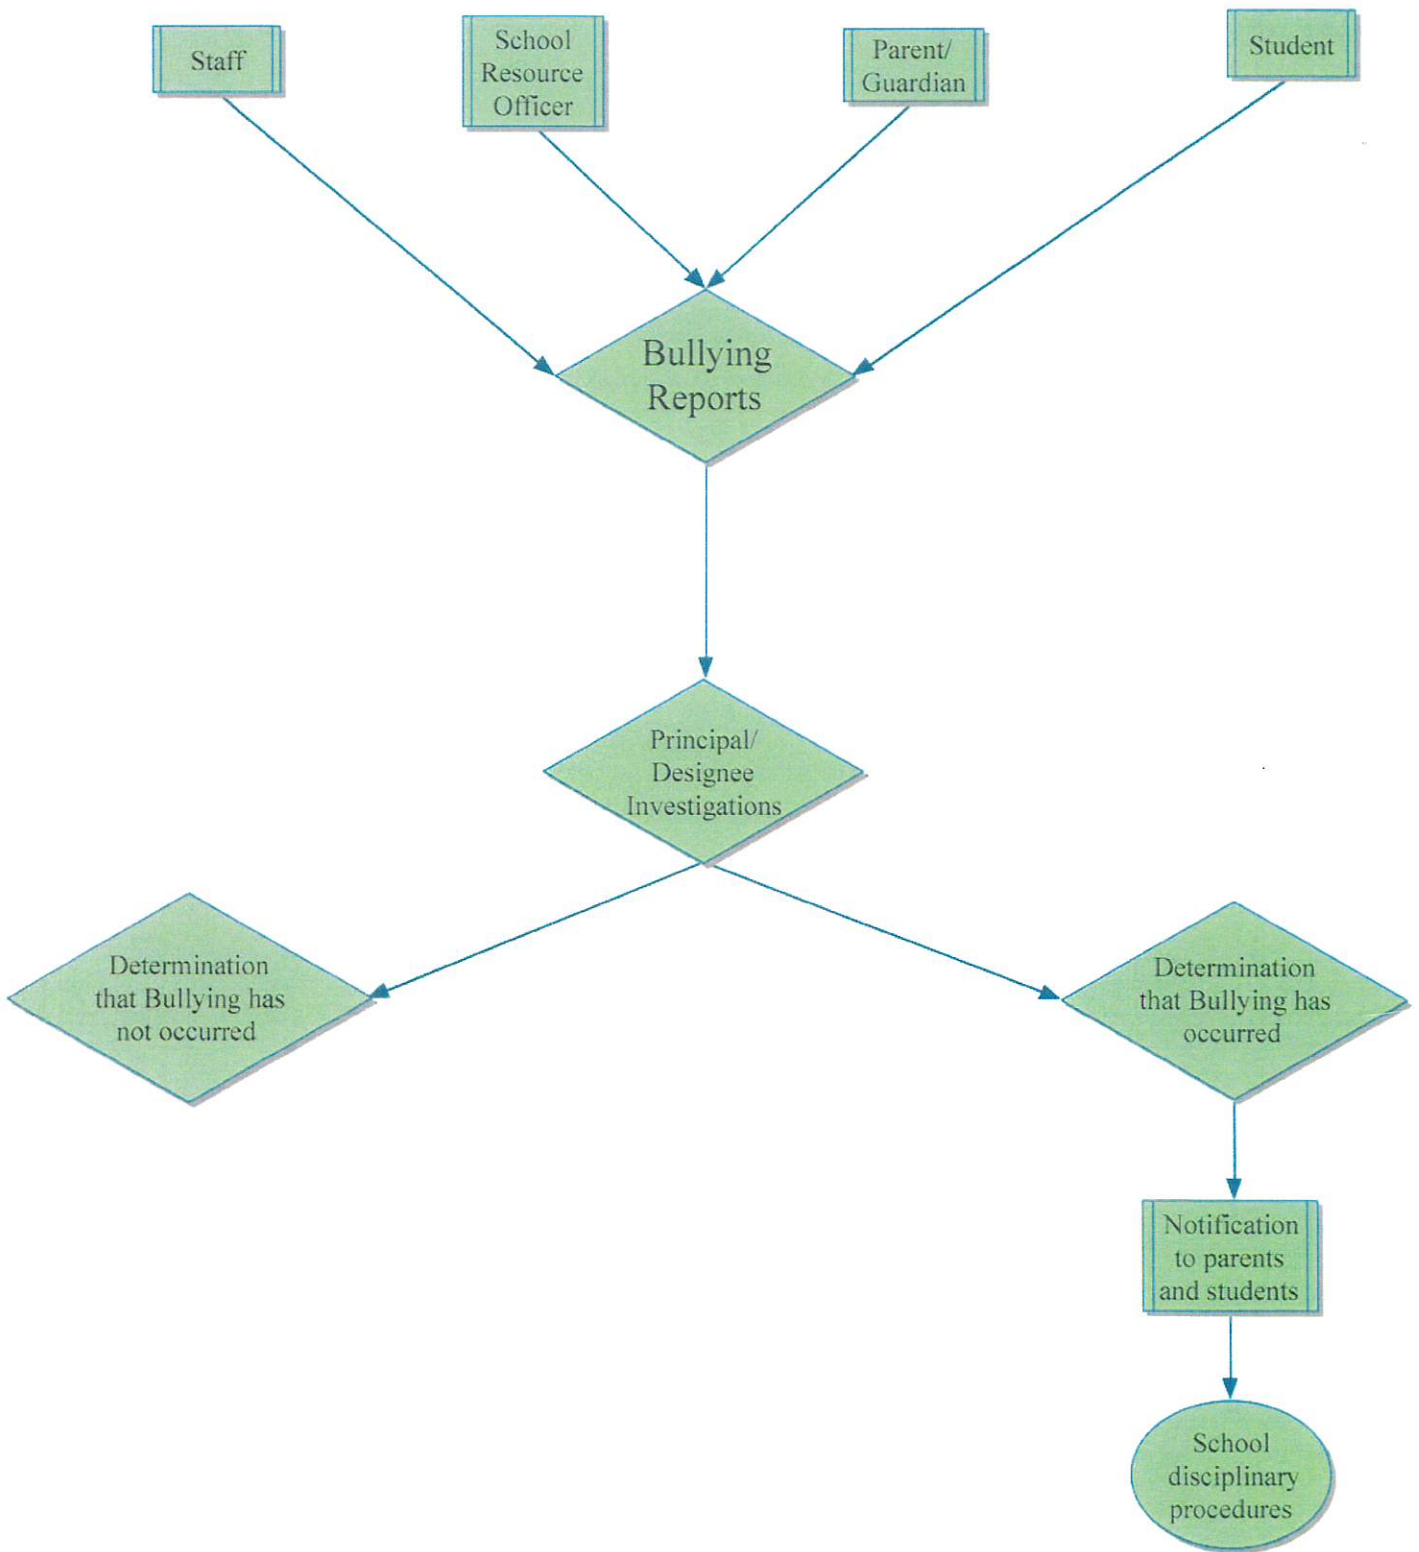 Staff
School
Resource
Officer
Parent/
Guardian
Student
Bullying
Reports
Principal/
Designee
Investigations
Determination
that Bullying has
not occurred
Determination
that Bullying has
occurred
Notification
to parents
and students
School
disciplinary
procedures